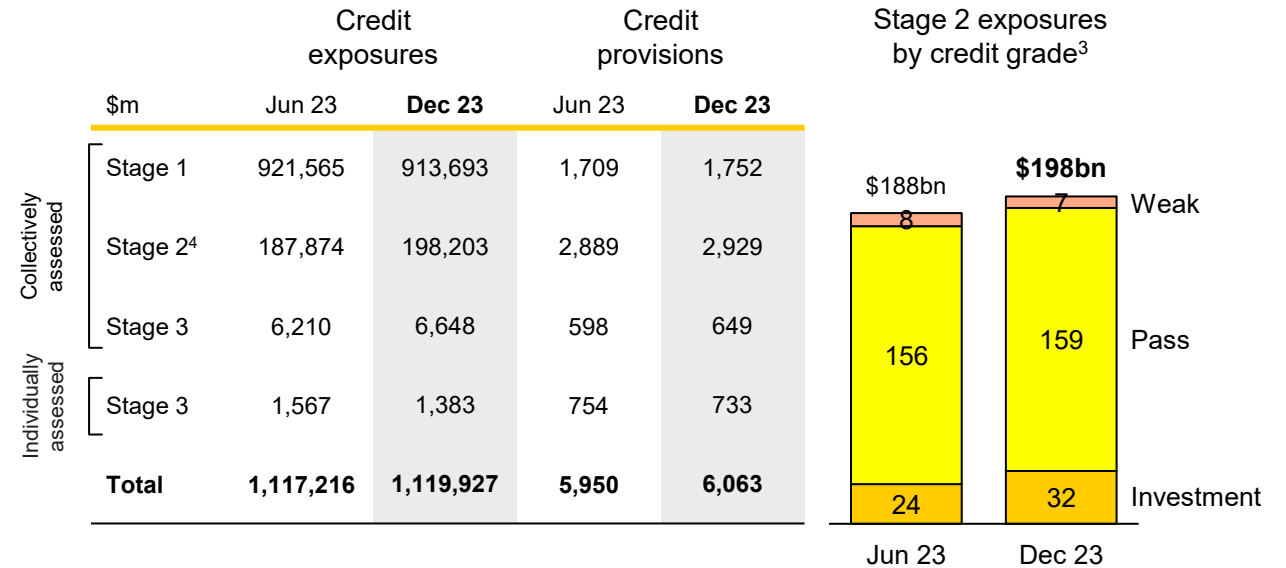 Credit exposures
Credit provisions
Stage 2 exposures by credit grade³
$m Jun 23 Dec 23 Jun 23 Dec 23
Collectively assessed
Stage 1 921,565 913,693 1,709 1,752
Stage 2⁴ 187,874 198,203 2,889 2,929
Stage 3 6,210 6,648 598 649
Individually assessed
Stage 3 1,567 1,383 754 733
Total 1,117,216 1,119,927 5,950 6,063
$188bn $198bn
8 7 Weak
156 159 Pass
24 32 Investment
Jun 23 Dec 23